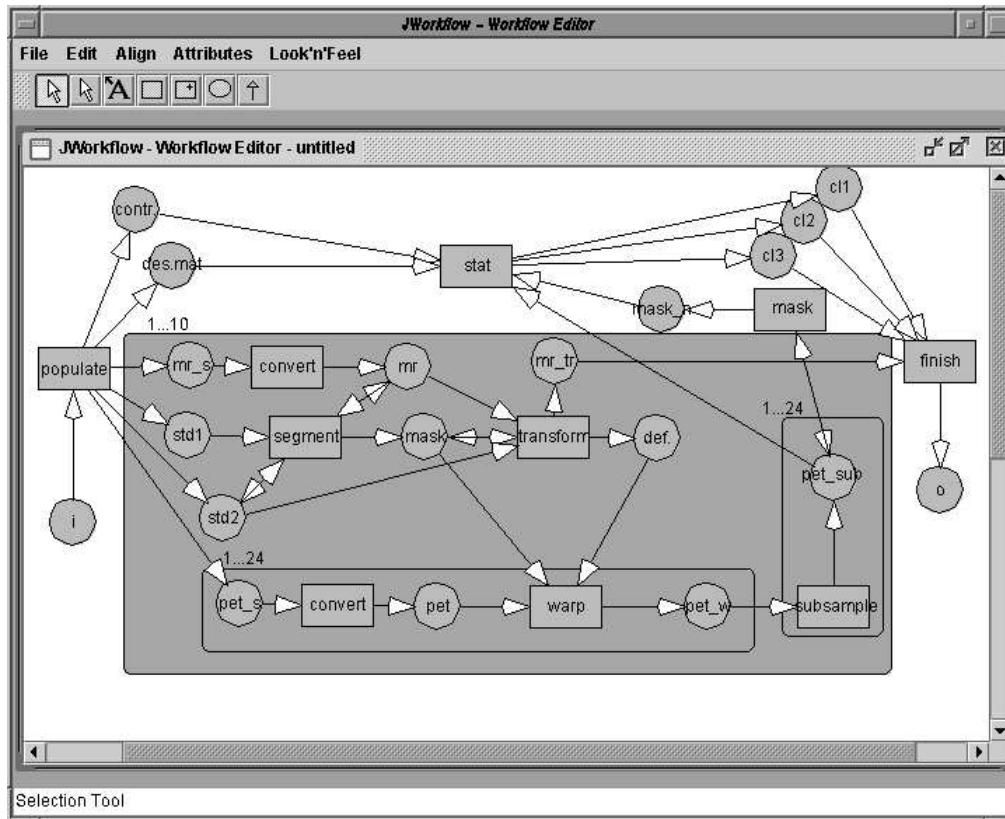 JWorkflow – Workflow Editor
File Edit Align Attributes Look'n'Feel
A
JWorkflow - Workflow Editor - untitled
contr.
cl1
cl2
des.mat
stat
cl3
mask_n
mask
1...10
populate
mr_s
convert
mr
mr_tr
finish
1...24
std1
segment
mask
transform
def.
pet_sub
o
i
std2
1...24
pet_s
convert
pet
warp
pet_w
subsample
Selection Tool